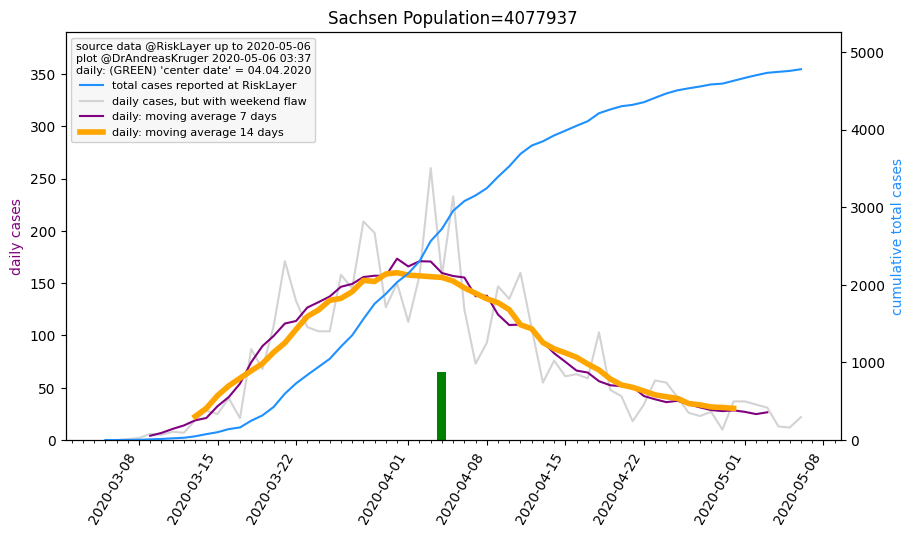 Sachsen Population=4077937
source data @RiskLayer up to 2020-05-06
plot @DrAndreasKruger 2020-05-06 03:37
daily: (GREEN) 'center date' = 04.04.2020
total cases reported at RiskLayer
daily cases, but with weekend flaw
daily: moving average 7 days
daily: moving average 14 days
daily cases
350
300
250
200
150
100
50
0
5000
4000
3000
2000
1000
0
cumulative total cases
2020-03-08
2020-03-15
2020-03-22
2020-04-01
2020-04-08
2020-04-15
2020-04-22
2020-05-01
2020-05-08